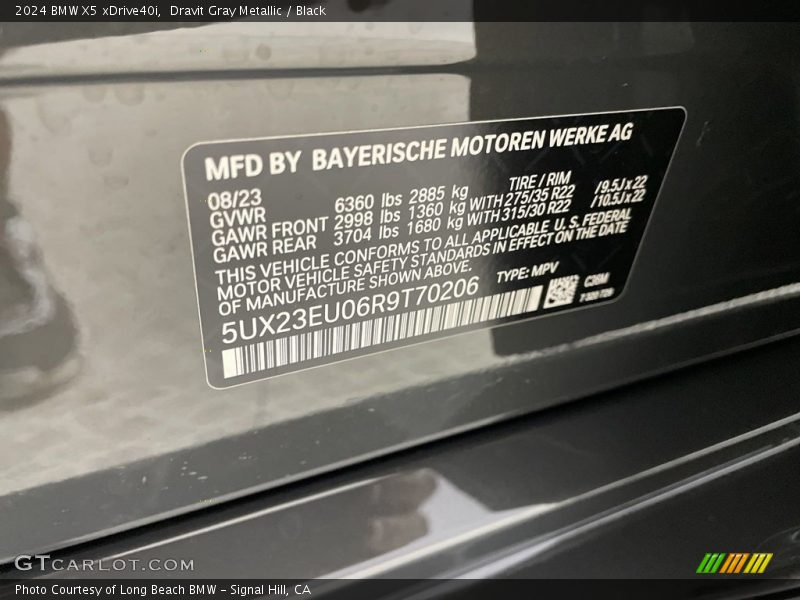 2024 BMW X5 xDrive40i,  Dravit Gray Metallic / Black
MFD BY BAYERISCHE MOTOREN WERKE AG
08/23 TIRE / RIM
GVWR 6360 lbs 2885 kg
GAWR FRONT 2998 lbs 1360 kg WITH 275/35 R22 /9.5J x 22
GAWR REAR 3704 lbs 1680 kg WITH 315/30 R22 /10.5J x 22
THIS VEHICLE CONFORMS TO ALL APPLICABLE U.S. FEDERAL
MOTOR VEHICLE SAFETY STANDARDS IN EFFECT ON THE DATE
OF MANUFACTURE SHOWN ABOVE.
TYPE: MPV
5UX23EU06R9T70206
GTCARLOT.COM
Photo Courtesy of Long Beach BMW – Signal Hill, CA